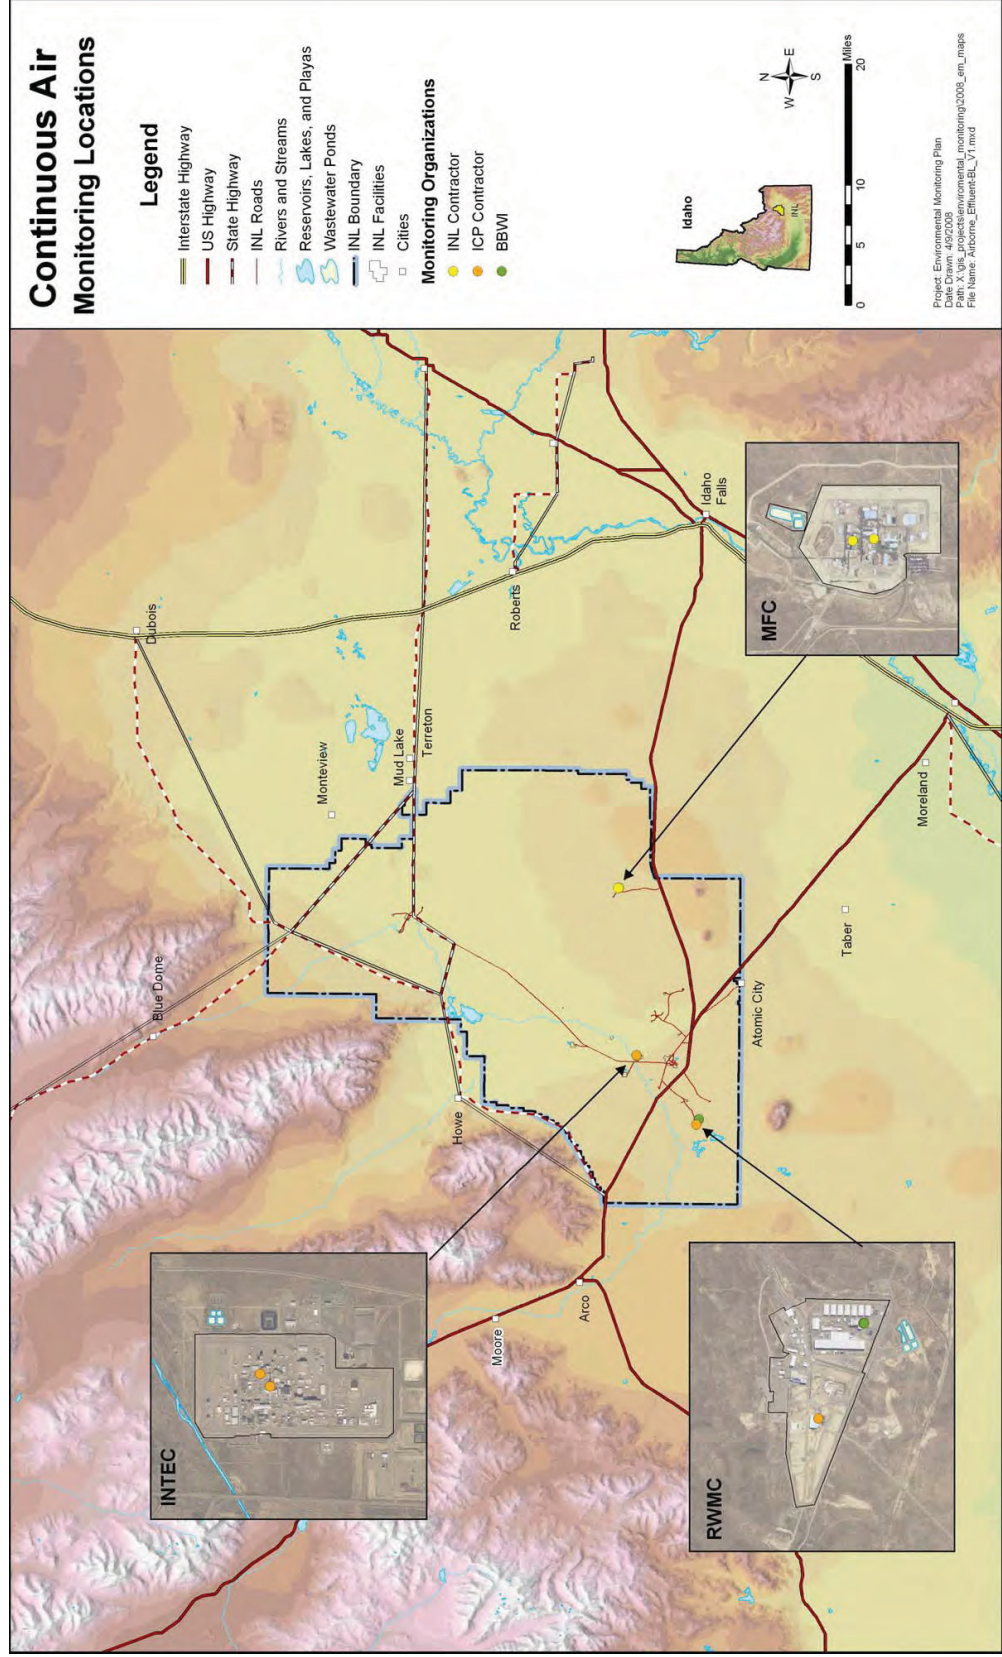 Continuous Air
Monitoring Locations
Legend
Interstate Highway
US Highway
State Highway
INL Roads
Rivers and Streams
Reservoirs, Lakes, and Playas
Wastewater Ponds
INL Boundary
INL Facilities
Cities
Monitoring Organizations
INL Contractor
ICP Contractor
BBWI
Idaho
INL
N
W
E
S
Miles
0
5
10
20
Project: Environmental Monitoring Plan
Date Drawn: 4/9/2008
Path: X:\gis_projects\enviromental_monitoring\2008_em_maps
File Name: Airborne_Effluent-BL_V1.mxd
INTEC
Blue Dome
Dubois
Monteview
Mud Lake
Terreton
Howe
Roberts
Moore
Arco
Idaho
Falls
Atomic City
MFC
Taber
Moreland
RWMC